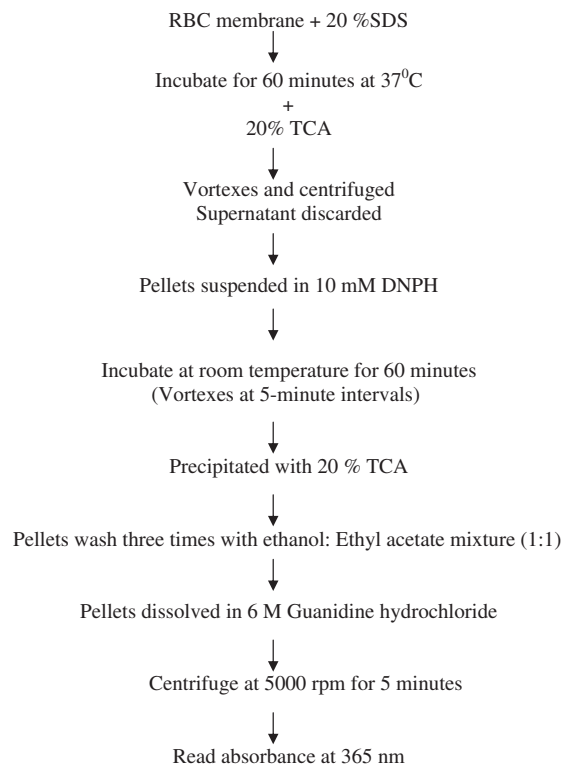 RBC membrane + 20 %SDS
Incubate for 60 minutes at 37⁰C
+
20% TCA
Vortexes and centrifuged
Supernatant discarded
Pellets suspended in 10 mM DNPH
Incubate at room temperature for 60 minutes
(Vortexes at 5-minute intervals)
Precipitated with 20 % TCA
Pellets wash three times with ethanol: Ethyl acetate mixture (1:1)
Pellets dissolved in 6 M Guanidine hydrochloride
Centrifuge at 5000 rpm for 5 minutes
Read absorbance at 365 nm